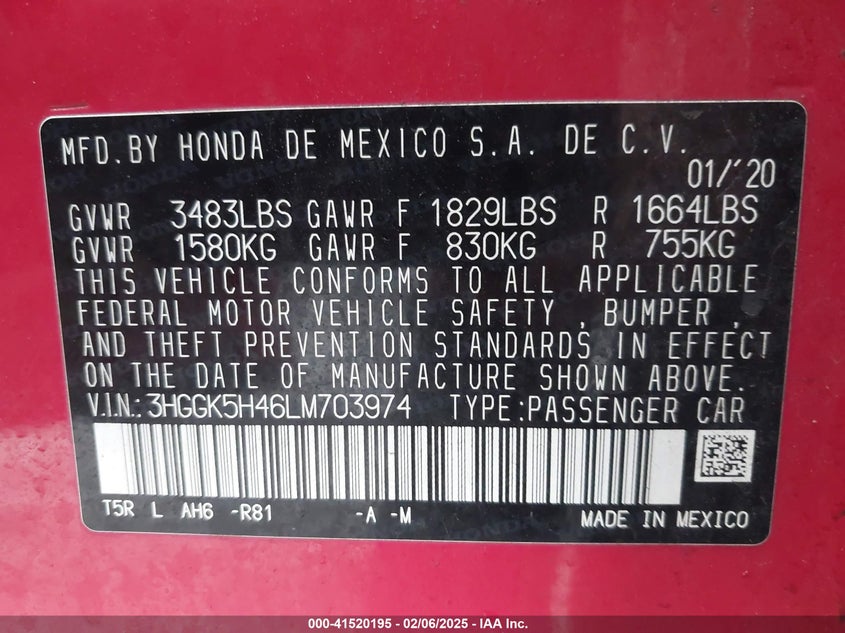 MFD.BY HONDA DE MEXICO S.A. DE C.V.
01/'20
GVWR 3483LBS GAWR F 1829LBS R 1664LBS
GVWR 1580KG GAWR F 830KG R 755KG
THIS VEHICLE CONFORMS TO ALL APPLICABLE
FEDERAL MOTOR VEHICLE SAFETY , BUMPER ,
AND THEFT PREVENTION STANDARDS IN EFFECT
ON THE DATE OF MANUFACTURE SHOWN ABOVE.
V.I.N.:3HGGK5H46LM703974 TYPE:PASSENGER CAR
T5R L AH6 -R81 -A -M MADE IN MEXICO
000-41520195 - 02/06/2025 - IAA Inc.